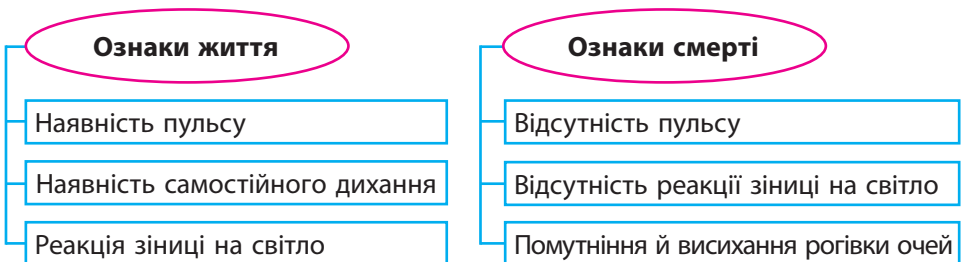 Ознаки життя
Наявність пульсу
Наявність самостійного дихання
Реакція зіниці на світло
Ознаки смерті
Відсутність пульсу
Відсутність реакції зіниці на світло
Помутніння й висихання рогівки очей